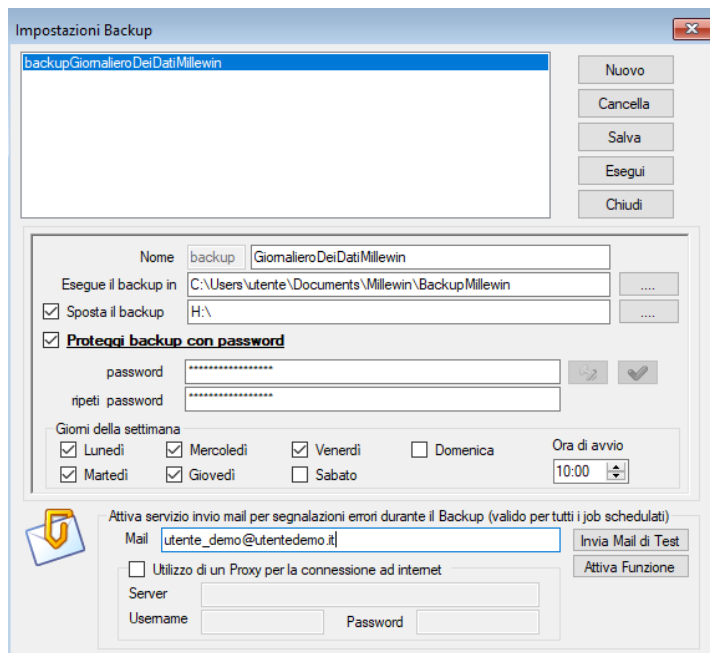 Impostazioni Backup
backupGiornalieroDeiDatiMillewin
Nuovo
Cancella
Salva
Esegui
Chiudi
Nome backup GiornalieroDeiDatiMillewin
Esegue il backup in C:\Users\utente\Documents\Millewin\BackupMillewin ....
Sposta il backup H:\ ....
Proteggi backup con password
password *****************
ripeti password *****************
Giorni della settimana
Lunedì Mercoledì Venerdì Domenica Ora di avvio
Martedì Giovedì Sabato 10:00
Attiva servizio invio mail per segnalazioni errori durante il Backup (valido per tutti i job schedulati)
Mail utente_demo@utentedemo.it Invia Mail di Test
Utilizzo di un Proxy per la connessione ad internet Attiva Funzione
Server
Username Password